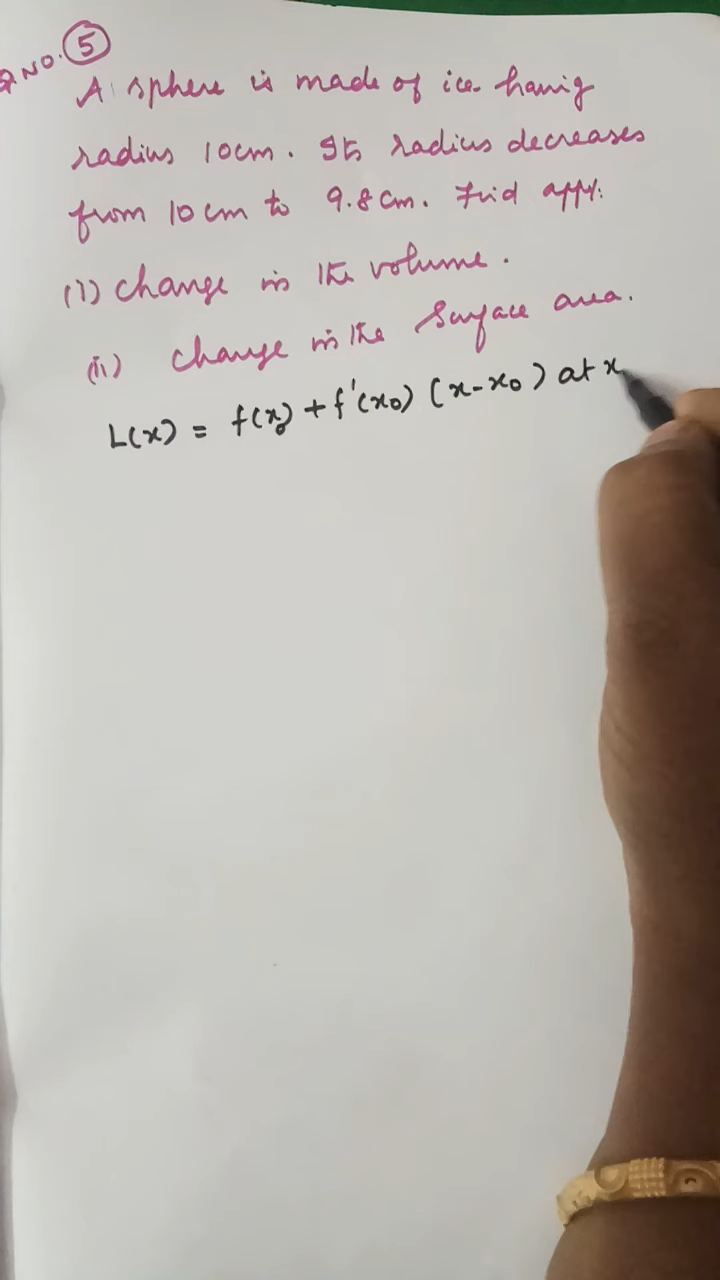 Q NO. 5
A sphere is made of ice havig
radius 10cm. Its radius decreases
from 10 cm to 9.8 cm. Find appx:
(i) change in the volume.
(ii) change in the surface area.
L(x) = f(x₀) + f'(x₀) (x-x₀) at x